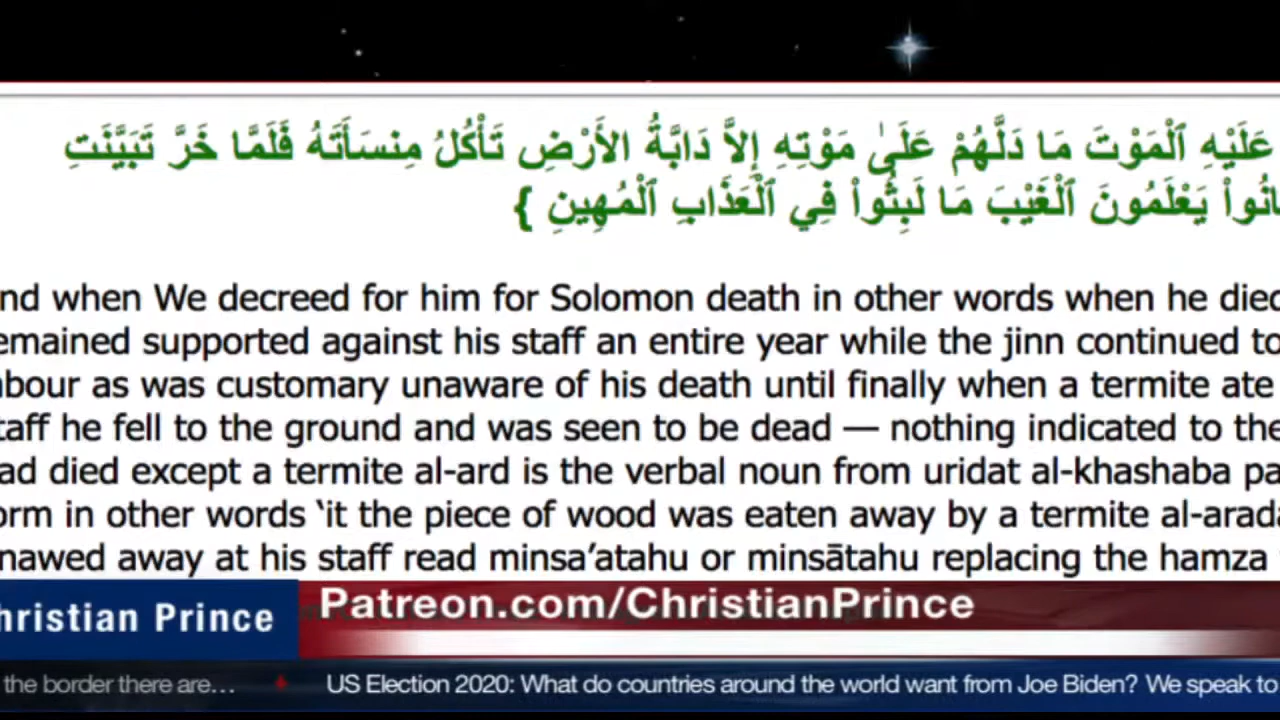 عَلَيْهِ ٱلْمَوْتَ مَا دَلَّهُمْ عَلَىٰ مَوْتِهِ إِلاَّ دَابَّةُ الأَرْضِ تَأْكُلُ مِنسَأَتَهُ فَلَمَّا خَرَّ تَبَيَّنَتِ
انُواْ يَعْلَمُونَ ٱلْغَيْبَ مَا لَبِثُواْ فِي ٱلْعَذَابِ ٱلْمُهِينِ }
nd when We decreed for him for Solomon death in other words when he died
emained supported against his staff an entire year while the jinn continued to
abour as was customary unaware of his death until finally when a termite ate
taff he fell to the ground and was seen to be dead — nothing indicated to the
ad died except a termite al-ard is the verbal noun from uridat al-khashaba pa
orm in other words ‘it the piece of wood was eaten away by a termite al-arada
nawed away at his staff read minsa’atahu or minsātahu replacing the hamza
hristian Prince
Patreon.com/ChristianPrince
the border there are...
US Election 2020: What do countries around the world want from Joe Biden? We speak to